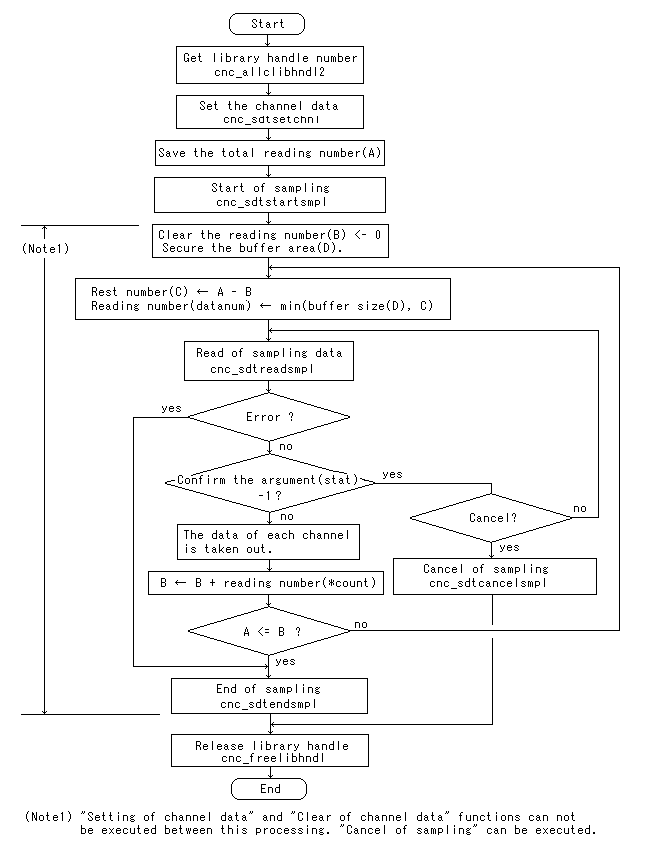 Start
Get library handle number
cnc_allclibhndl2
Set the channel data
cnc_sdtsetchnl
Save the total reading number(A)
Start of sampling
cnc_sdtstartsmpl
Clear the reading number(B) <- 0
Secure the buffer area(D).
(Note1)
Rest number(C) ← A - B
Reading number(datanum) ← min(buffer size(D), C)
Read of sampling data
cnc_sdtreadsmpl
yes
Error ?
no
Confirm the argument(stat)
-1 ?
yes
no
Cancel?
no
The data of each channel
is taken out.
yes
Cancel of sampling
cnc_sdtcancelsmpl
B ← B + reading number(*count)
A <= B ?
no
yes
End of sampling
cnc_sdtendsmpl
Release library handle
cnc_freelibhndl
End
(Note1) "Setting of channel data" and "Clear of channel data" functions can not
be executed between this processing. "Cancel of sampling" can be executed.